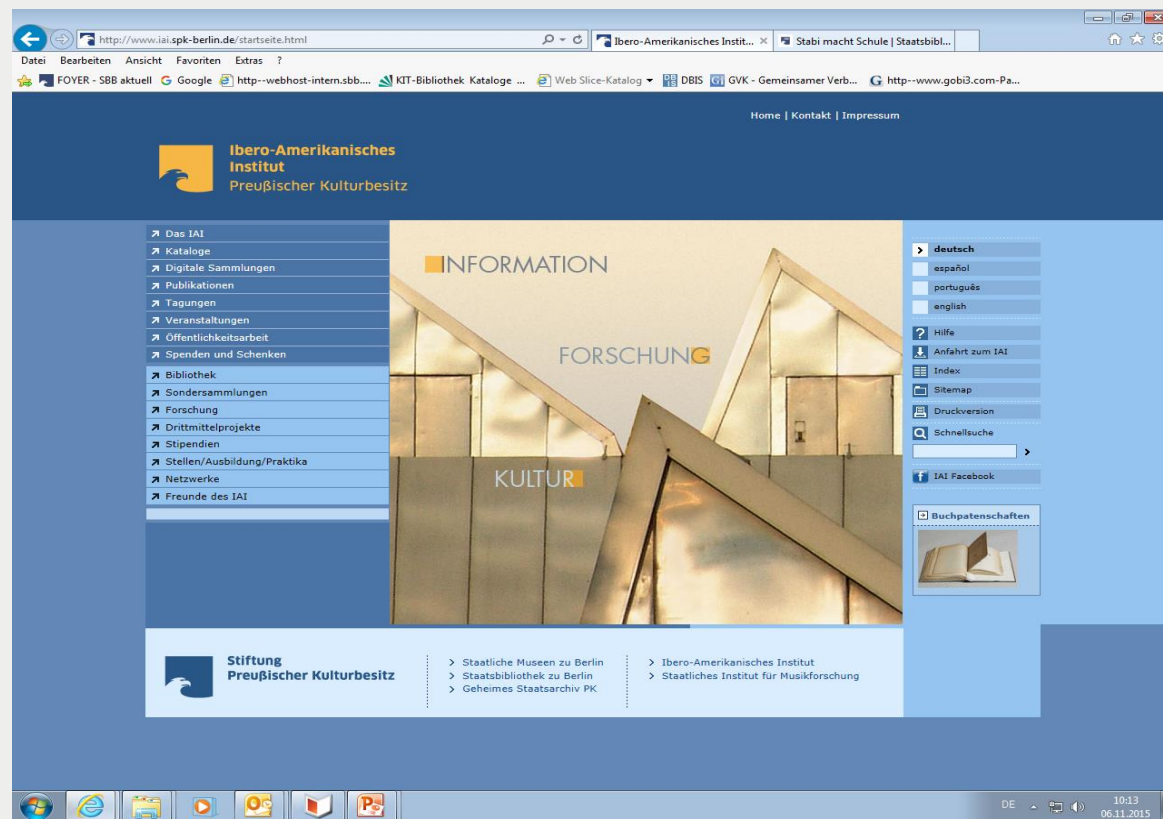 http://www.iai.spk-berlin.de/startseite.html
Ibero-Amerikanisches Instit...
Stabi macht Schule | Staatsbibl...
Datei Bearbeiten Ansicht Favoriten Extras ?
FOYER - SBB aktuell Google http--webhost-intern.sbb.... KIT-Bibliothek Kataloge ... Web Slice-Katalog DBIS GVK - Gemeinsamer Verb... http--www.gobi3.com-Pa...
Home | Kontakt | Impressum
Ibero-Amerikanisches
Institut
Preußischer Kulturbesitz
Das IAI
Kataloge
Digitale Sammlungen
Publikationen
Tagungen
Veranstaltungen
Öffentlichkeitsarbeit
Spenden und Schenken
Bibliothek
Sondersammlungen
Forschung
Drittmittelprojekte
Stipendien
Stellen/Ausbildung/Praktika
Netzwerke
Freunde des IAI
INFORMATION
FORSCHUNG
KULTUR
deutsch
español
português
english
Hilfe
Anfahrt zum IAI
Index
Sitemap
Druckversion
Schnellsuche
IAI Facebook
Buchpatenschaften
Stiftung
Preußischer Kulturbesitz
Staatliche Museen zu Berlin
Staatsbibliothek zu Berlin
Geheimes Staatsarchiv PK
Ibero-Amerikanisches Institut
Staatliches Institut für Musikforschung
DE
10:13
06.11.2015